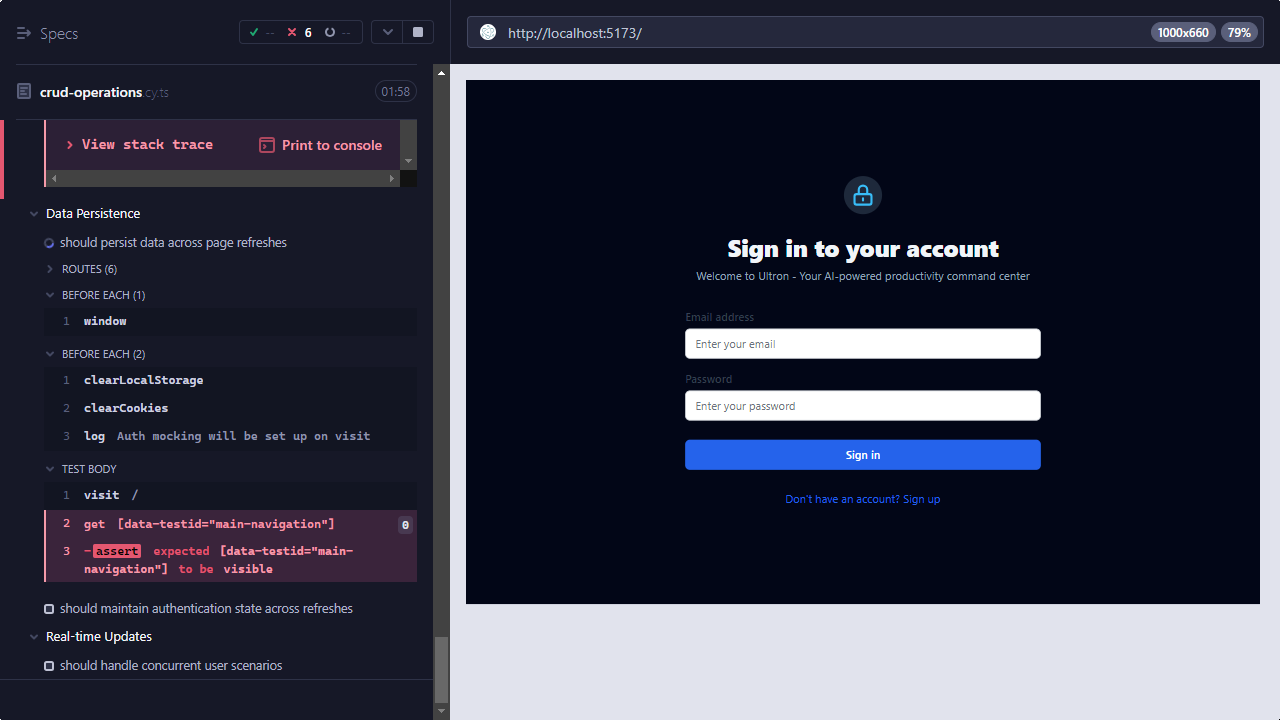 Specs
--
6
--
http://localhost:5173/
1000x660
79%
crud-operations.cy.ts
01:58
View stack trace
Print to console
Data Persistence
should persist data across page refreshes
ROUTES (6)
BEFORE EACH (1)
1 window
BEFORE EACH (2)
1 clearLocalStorage
2 clearCookies
3 log Auth mocking will be set up on visit
TEST BODY
1 visit /
2 get [data-testid="main-navigation"] 0
3 -assert expected [data-testid="main-
navigation"] to be visible
should maintain authentication state across refreshes
Real-time Updates
should handle concurrent user scenarios
Sign in to your account
Welcome to Ultron - Your AI-powered productivity command center
Email address
Enter your email
Password
Enter your password
Sign in
Don't have an account? Sign up